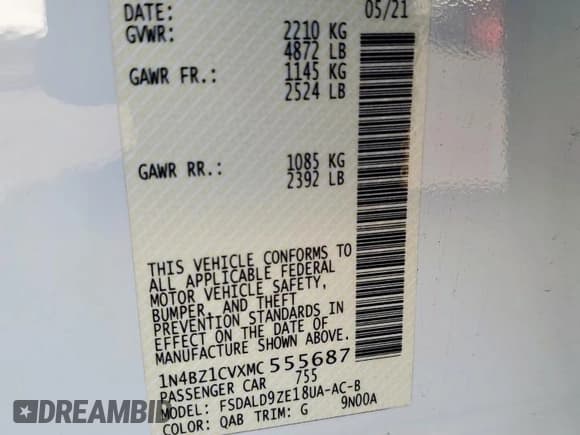 DATE: 05/21
GVWR: 2210 KG
4872 LB
GAWR FR.: 1145 KG
2524 LB
GAWR RR.: 1085 KG
2392 LB
THIS VEHICLE CONFORMS TO
ALL APPLICABLE FEDERAL
MOTOR VEHICLE SAFETY,
BUMPER, AND THEFT
PREVENTION STANDARDS IN
EFFECT ON THE DATE OF
MANUFACTURE SHOWN ABOVE.
1N4BZ1CVXMC555687
PASSENGER CAR 755
MODEL: FSDALD9ZE18UA-AC-B
COLOR: QAB TRIM: G 9N00A
DREAMBID